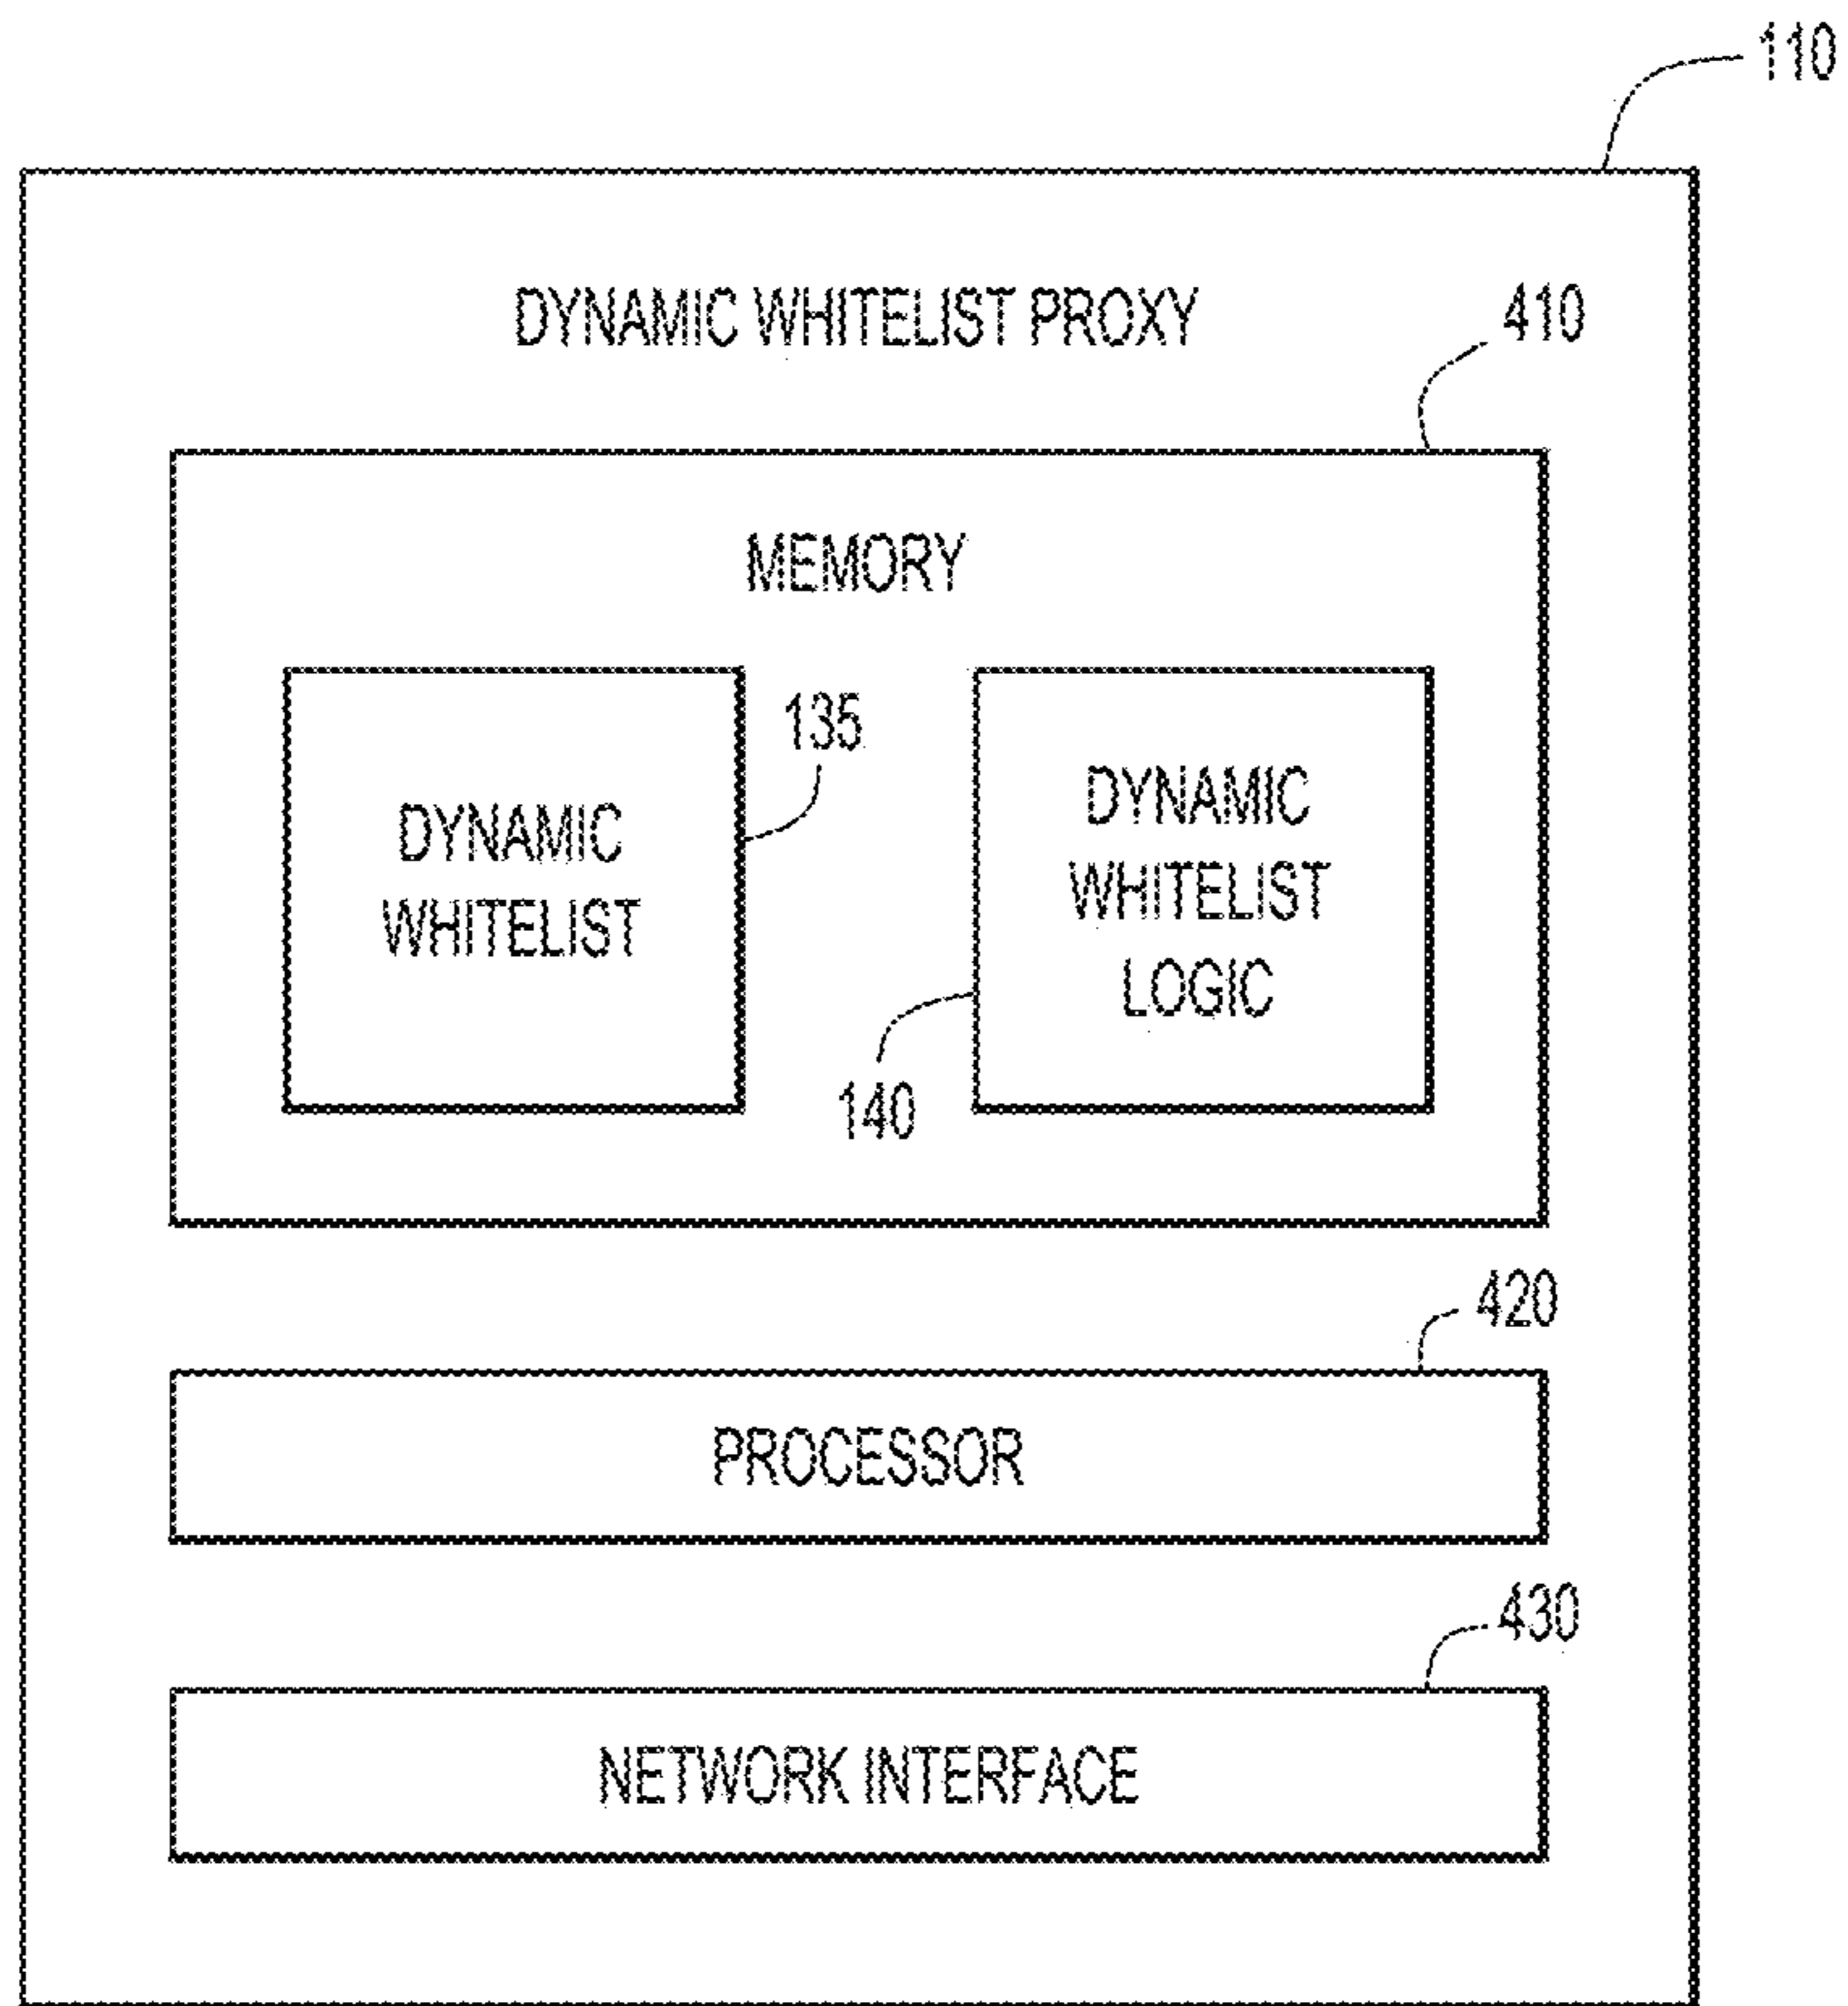 110
DYNAMIC WHITELIST PROXY
410
MEMORY
135
DYNAMIC
WHITELIST
DYNAMIC
WHITELIST
LOGIC
140
420
PROCESSOR
430
NETWORK INTERFACE